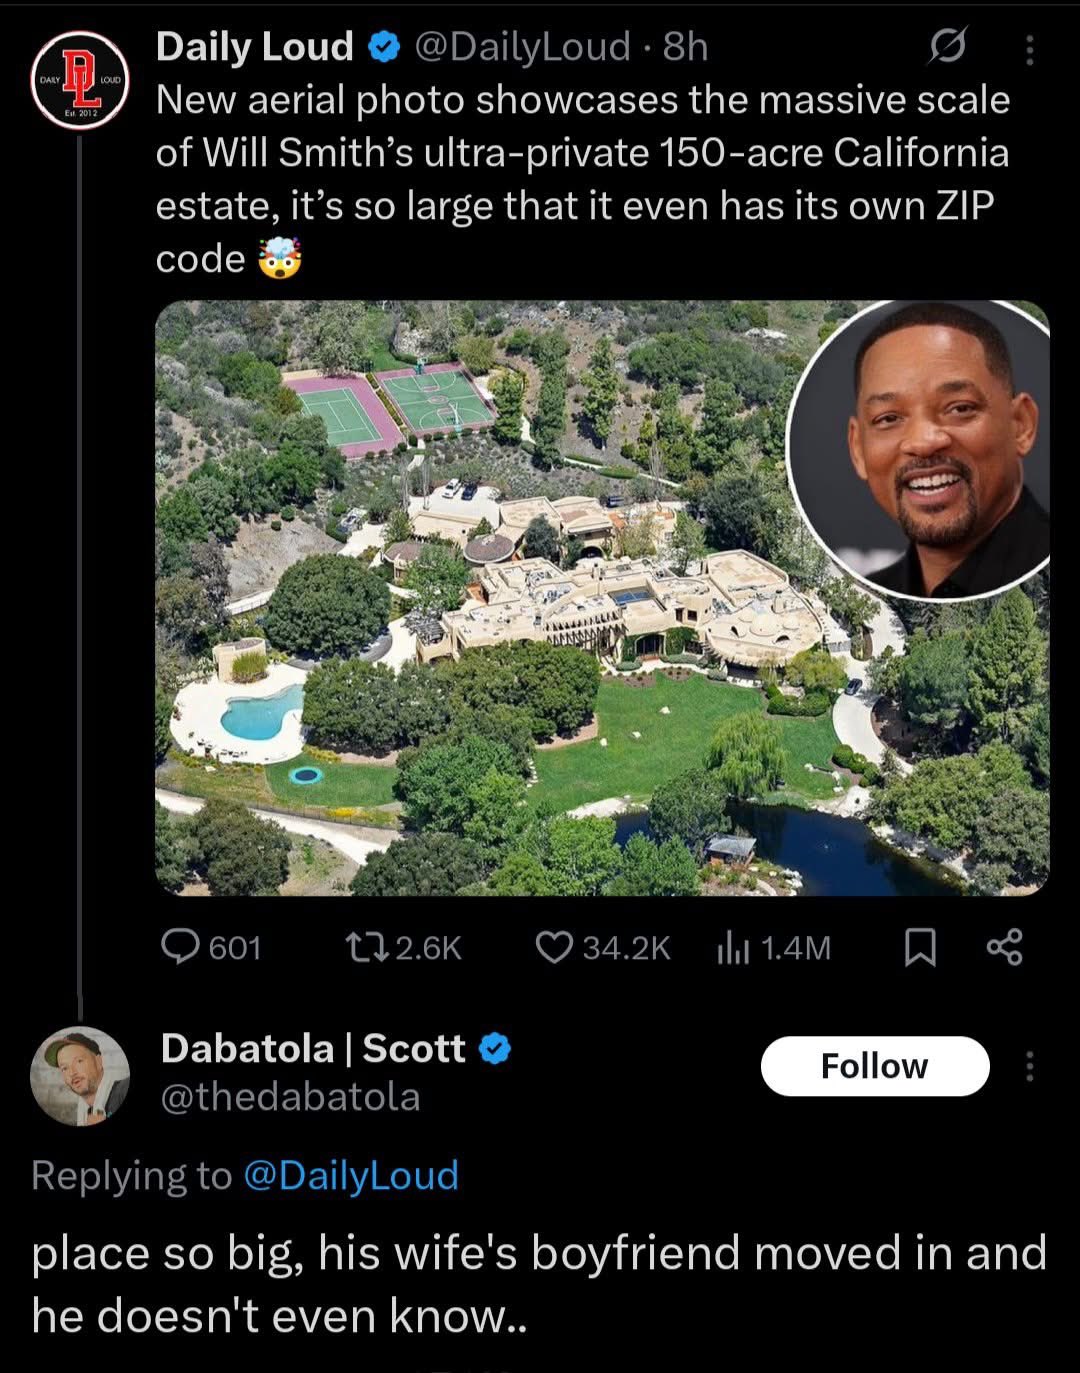 Daily Loud @DailyLoud · 8h
DAILY DL LOUD
Est. 2012
New aerial photo showcases the massive scale
of Will Smith’s ultra-private 150-acre California
estate, it’s so large that it even has its own ZIP
code 🤯
601 2.6K 34.2K 1.4M
Dabatola | Scott
Follow
@thedabatola
Replying to @DailyLoud
place so big, his wife's boyfriend moved in and
he doesn't even know..